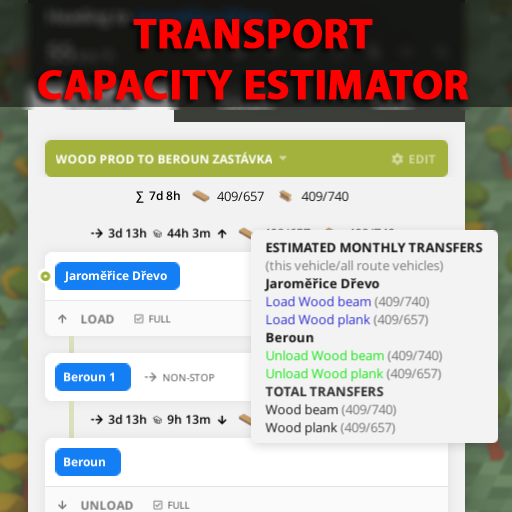 TRANSPORT
CAPACITY ESTIMATOR
WOOD PROD TO BEROUN ZASTÁVKA EDIT
∑ 7d 8h 409/657 409/740
→ 3d 13h 44h 3m ↑
ESTIMATED MONTHLY TRANSFERS
(this vehicle/all route vehicles)
Jaroměřice Dřevo
Jaroměřice Dřevo
Load Wood beam (409/740)
Load Wood plank (409/657)
↑ LOAD FULL
Beroun
Unload Wood beam (409/740)
Unload Wood plank (409/657)
Beroun 1 → NON-STOP
TOTAL TRANSFERS
Wood beam (409/740)
Wood plank (409/657)
→ 3d 13h 9h 13m ↓
Beroun
↓ UNLOAD FULL